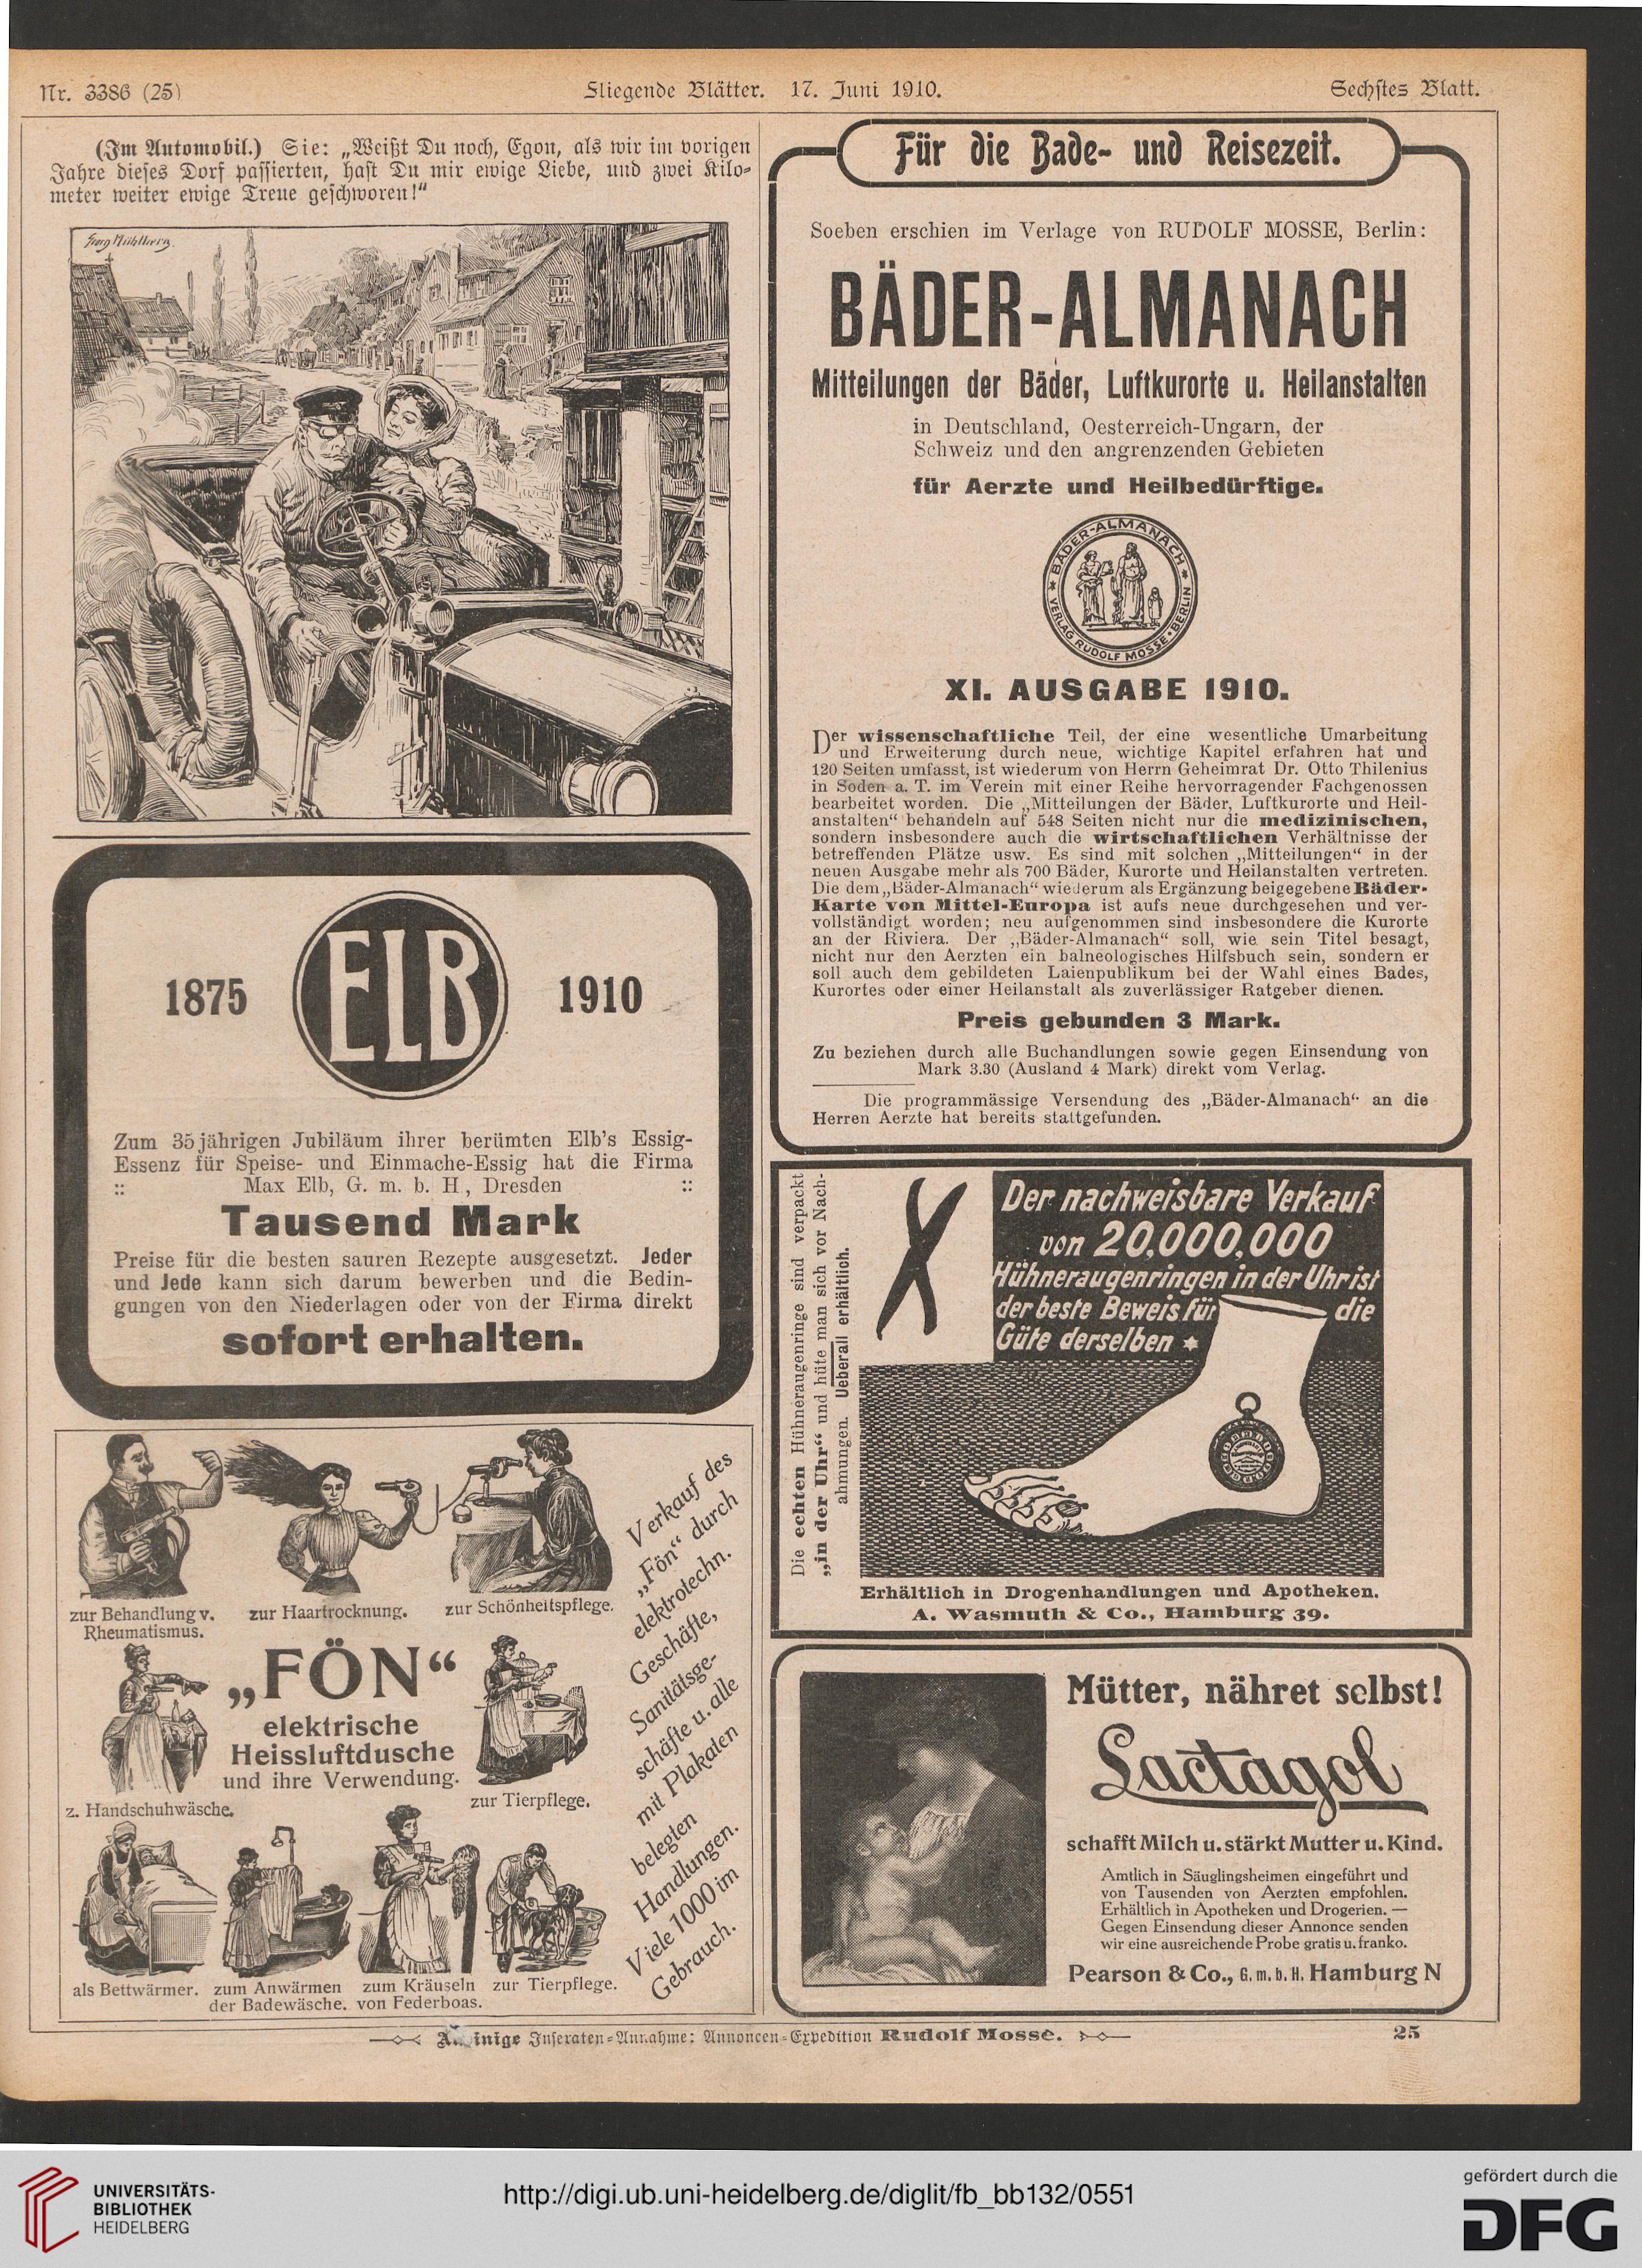 Nr. 3386 (25)
Fliegende Blätter. 17. Juni 1910.
Sechstes Blatt.
(Im Automobil.) Sie: „Weißt Du noch, Egon, als wir im vorigen
Jahre dieses Dorf passierten, hast Du mir ewige Liebe, und zwei Kilo-
meter weiter ewige Treue geschworen!“
Georg Mühlberg
1875
ELB
1910
Zum 35jährigen Jubiläum ihrer berümten Elb's Essig-
Essenz für Speise- und Einmache-Essig hat die Firma
:: Max Elb, G. m. b. H., Dresden ::
Tausend Mark
Preise für die besten sauren Rezepte ausgesetzt. Jeder
und Jede kann sich darum bewerben und die Bedin-
gungen von den Niederlagen oder von der Firma direkt
sofort erhalten.
zur Behandlung v.
Rheumatismus.
zur Haartrocknung.
zur Schönheitspflege.
„FÖN“
elektrische
Heissluftdusche
und ihre Verwendung.
z. Handschuhwäsche.
zur Tierpflege.
als Bettwärmer.
zum Anwärmen
der Badewäsche.
zum Kräuseln
von Federboas.
zur Tierpflege.
Verkauf des
„Fön“ durch
elektrotechn.
Geschäfte,
Sanitätsge-
schäfte u. alle
mit Plakaten
belegten
Handlungen.
Viele 1000 im
Gebrauch.
Für die Bade- und Reisezeit.
Soeben erschien im Verlage von RUDOLF MOSSE, Berlin:
BÄDER-ALMANACH
Mitteilungen der Bäder, Luftkurorte u. Heilanstalten
in Deutschland, Oesterreich-Ungarn, der
Schweiz und den angrenzenden Gebieten
für Aerzte und Heilbedürftige.
* BÄDER-ALMANACH *
VERLAG RUDOLF MOSSE · BERLIN
XI. AUSGABE 1910.
Der wissenschaftliche Teil, der eine wesentliche Umarbeitung
und Erweiterung durch neue, wichtige Kapitel erfahren hat und
120 Seiten umfasst, ist wiederum von Herrn Geheimrat Dr. Otto Thilenius
in Soden a. T. im Verein mit einer Reihe hervorragender Fachgenossen
bearbeitet worden. Die „Mitteilungen der Bäder, Luftkurorte und Heil-
anstalten“ behandeln auf 548 Seiten nicht nur die medizinischen,
sondern insbesondere auch die wirtschaftlichen Verhältnisse der
betreffenden Plätze usw. Es sind mit solchen „Mitteilungen“ in der
neuen Ausgabe mehr als 700 Bäder, Kurorte und Heilanstalten vertreten.
Die dem „Bäder-Almanach“ wiederum als Ergänzung beigegebene Bäder-
Karte von Mittel-Europa ist aufs neue durchgesehen und ver-
vollständigt worden; neu aufgenommen sind insbesondere die Kurorte
an der Riviera. Der „Bäder-Almanach“ soll, wie sein Titel besagt,
nicht nur den Aerzten ein balneologisches Hilfsbuch sein, sondern er
soll auch dem gebildeten Laienpublikum bei der Wahl eines Bades,
Kurortes oder einer Heilanstalt als zuverlässiger Ratgeber dienen.
Preis gebunden 3 Mark.
Zu beziehen durch alle Buchandlungen sowie gegen Einsendung von
Mark 3.30 (Ausland 4 Mark) direkt vom Verlag.
Die programmässige Versendung des „Bäder-Almanach“ an die
Herren Aerzte hat bereits stattgefunden.
Die echten Hühneraugenringe sind verpackt
„in der Uhr“ und hüte man sich vor Nach-
ahmungen. Ueberall erhältlich.
Der nachweisbare Verkauf
von 20,000,000
Hühneraugenringen in der Uhr ist
der beste Beweis für die
Güte derselben
Erhältlich in Drogenhandlungen und Apotheken.
A. Wasmuth & Co., Hamburg 39.
Mütter, nähret selbst!
Lactagol
schafft Milch u. stärkt Mutter u. Kind.
Amtlich in Säuglingsheimen eingeführt und
von Tausenden von Aerzten empfohlen.
Erhältlich in Apotheken und Drogerien. —
Gegen Einsendung dieser Annonce senden
wir eine ausreichende Probe gratis u. franko.
Pearson & Co., G. m. b. H. Hamburg N
Inseraten-Annahme: Annoncen-Expedition Rudolf Mosse.
25
UNIVERSITÄTS-
BIBLIOTHEK
HEIDELBERG
http://digi.ub.uni-heidelberg.de/diglit/fb_bb132/0551
gefördert durch die
DFG